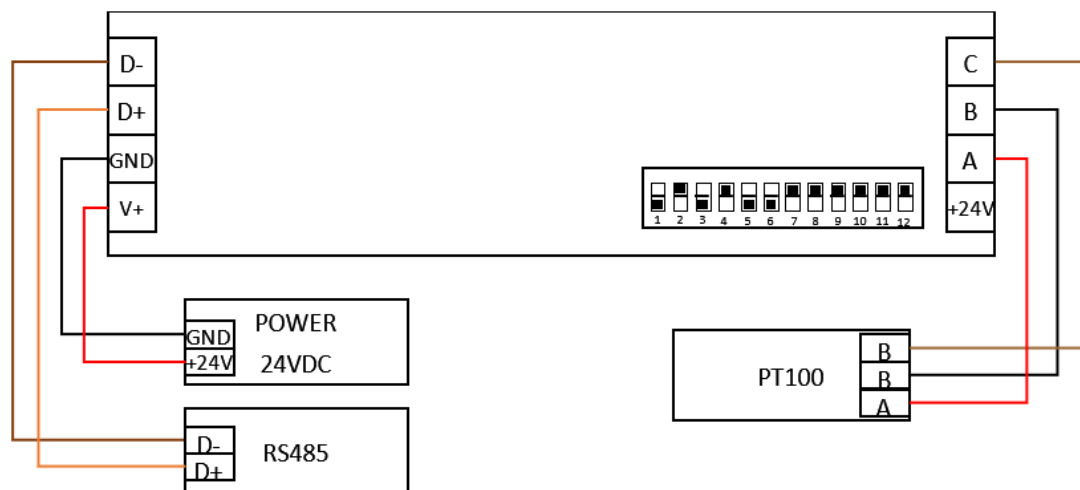 D-
D+
GND
V+
C
B
A
+24V
1 2 3 4 5 6 7 8 9 10 11 12
POWER
24VDC
GND
+24V
RS485
D-
D+
PT100
B
B
A